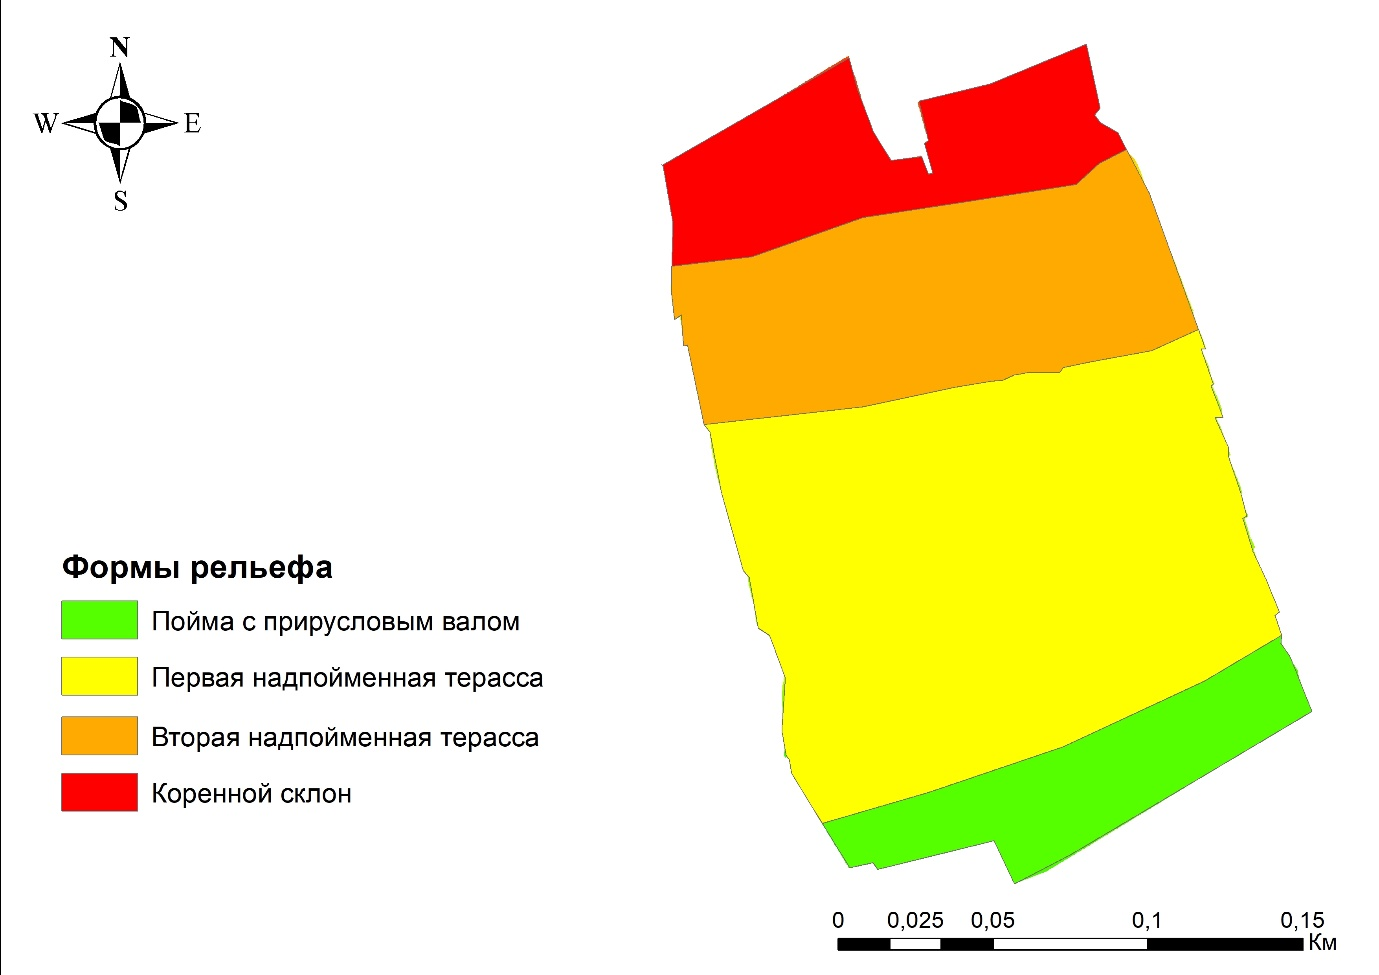 N
W E
S
Формы рельефа
Пойма с прирусловым валом
Первая надпойменная терасса
Вторая надпойменная терасса
Коренной склон
0 0,025 0,05 0,1 0,15
Км